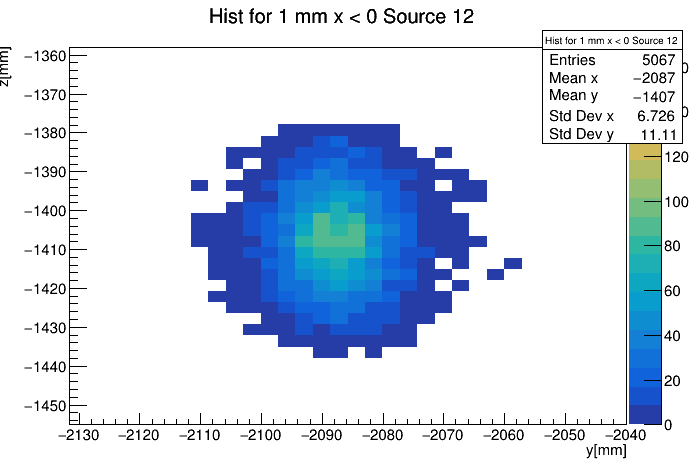 Hist for 1 mm x < 0 Source 12
Hist for 1 mm x < 0 Source 12
Entries 5067
Mean x −2087
Mean y −1407
Std Dev x 6.726
Std Dev y 11.11
z[mm]
−1360
−1370
−1380
−1390
−1400
−1410
−1420
−1430
−1440
−1450
−2130 −2120 −2110 −2100 −2090 −2080 −2070 −2060 −2050 −2040
y[mm]
120
100
80
60
40
20
0